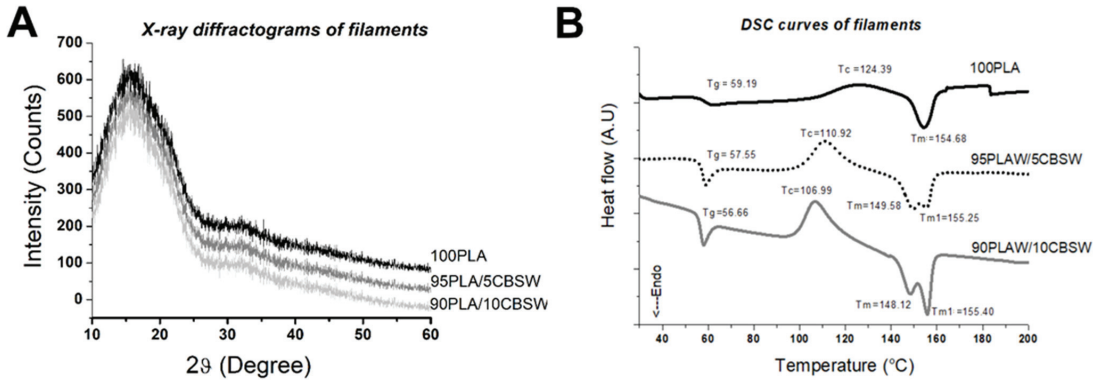 A
X-ray diffractograms of filaments
Intensity (Counts)
700
600
500
400
300
200
100
0
100PLA
95PLA/5CBSW
90PLA/10CBSW
10
20
30
40
50
60
2ϑ (Degree)
B
DSC curves of filaments
Heat flow (A.U)
<---Endo
Tg =59.19
Tc =124.39
100PLA
Tm =154.68
Tg =57.55
Tc=110.92
95PLAW/5CBSW
Tm=149.58
Tm1=155.25
Tg=56.66
Tc=106.99
90PLAW/10CBSW
Tm=148.12
Tm1=155.40
40
60
80
100
120
140
160
180
200
Temperature (°C)